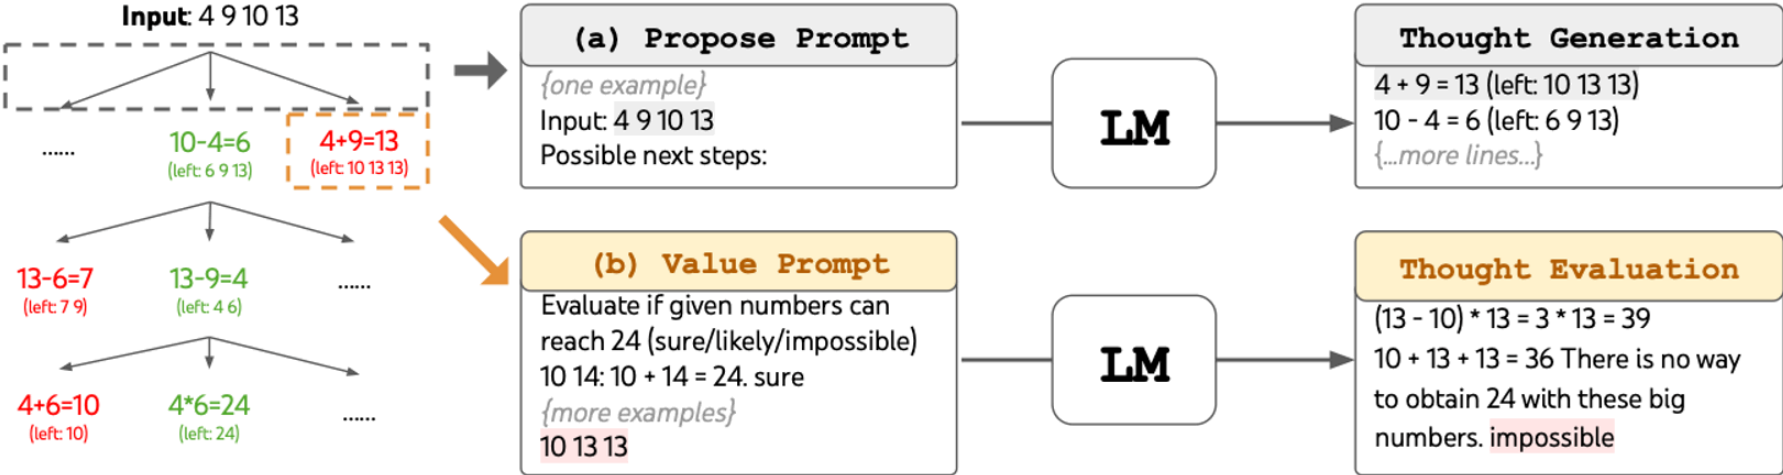 Input: 4 9 10 13
......
10-4=6
(left: 6 9 13)
4+9=13
(left: 10 13 13)
13-6=7
(left: 7 9)
13-9=4
(left: 4 6)
......
4+6=10
(left: 10)
4*6=24
(left: 24)
......
(a) Propose Prompt
{one example}
Input: 4 9 10 13
Possible next steps:
LM
Thought Generation
4 + 9 = 13 (left: 10 13 13)
10 - 4 = 6 (left: 6 9 13)
{...more lines...}
(b) Value Prompt
Evaluate if given numbers can
reach 24 (sure/likely/impossible)
10 14: 10 + 14 = 24. sure
{more examples}
10 13 13
LM
Thought Evaluation
(13 - 10) * 13 = 3 * 13 = 39
10 + 13 + 13 = 36 There is no way
to obtain 24 with these big
numbers. impossible